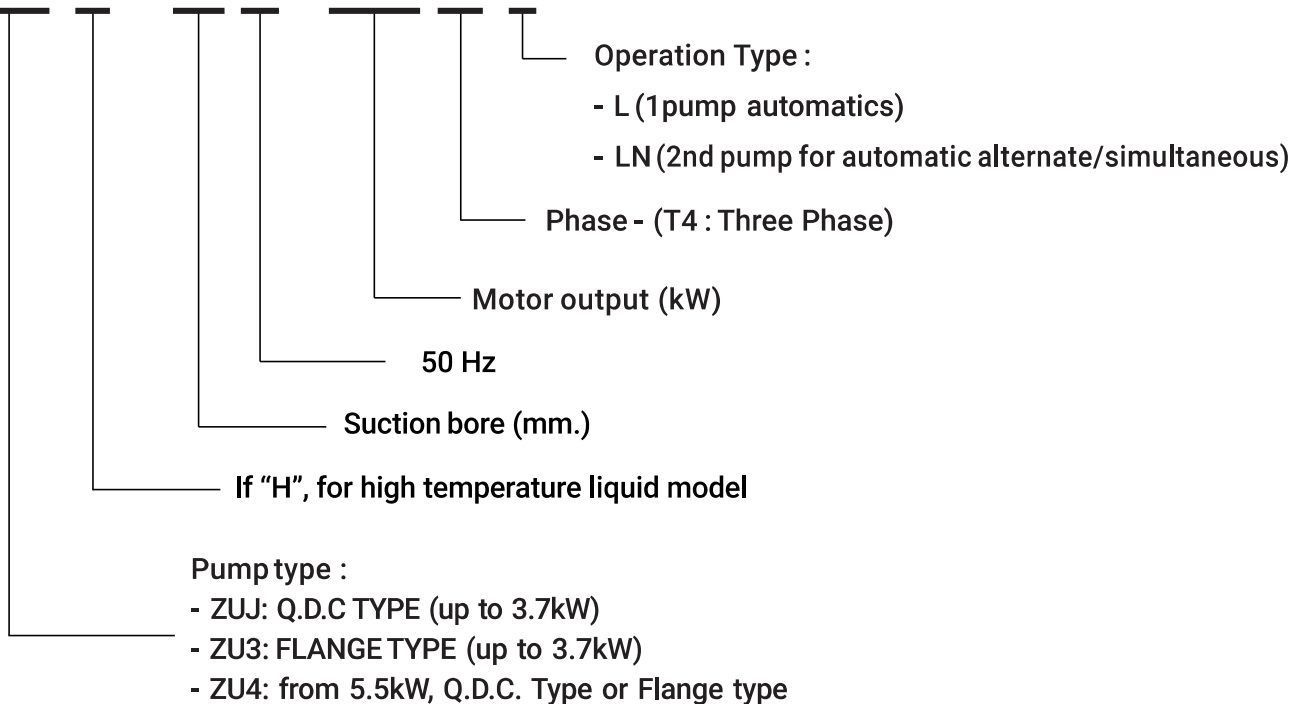 Operation Type :
- L (1pump automatics)
- LN (2nd pump for automatic alternate/simultaneous)
Phase - (T4 : Three Phase)
Motor output (kW)
50 Hz
Suction bore (mm.)
If “H”, for high temperature liquid model
Pump type :
- ZUJ: Q.D.C TYPE (up to 3.7kW)
- ZU3: FLANGE TYPE (up to 3.7kW)
- ZU4: from 5.5kW, Q.D.C. Type or Flange type